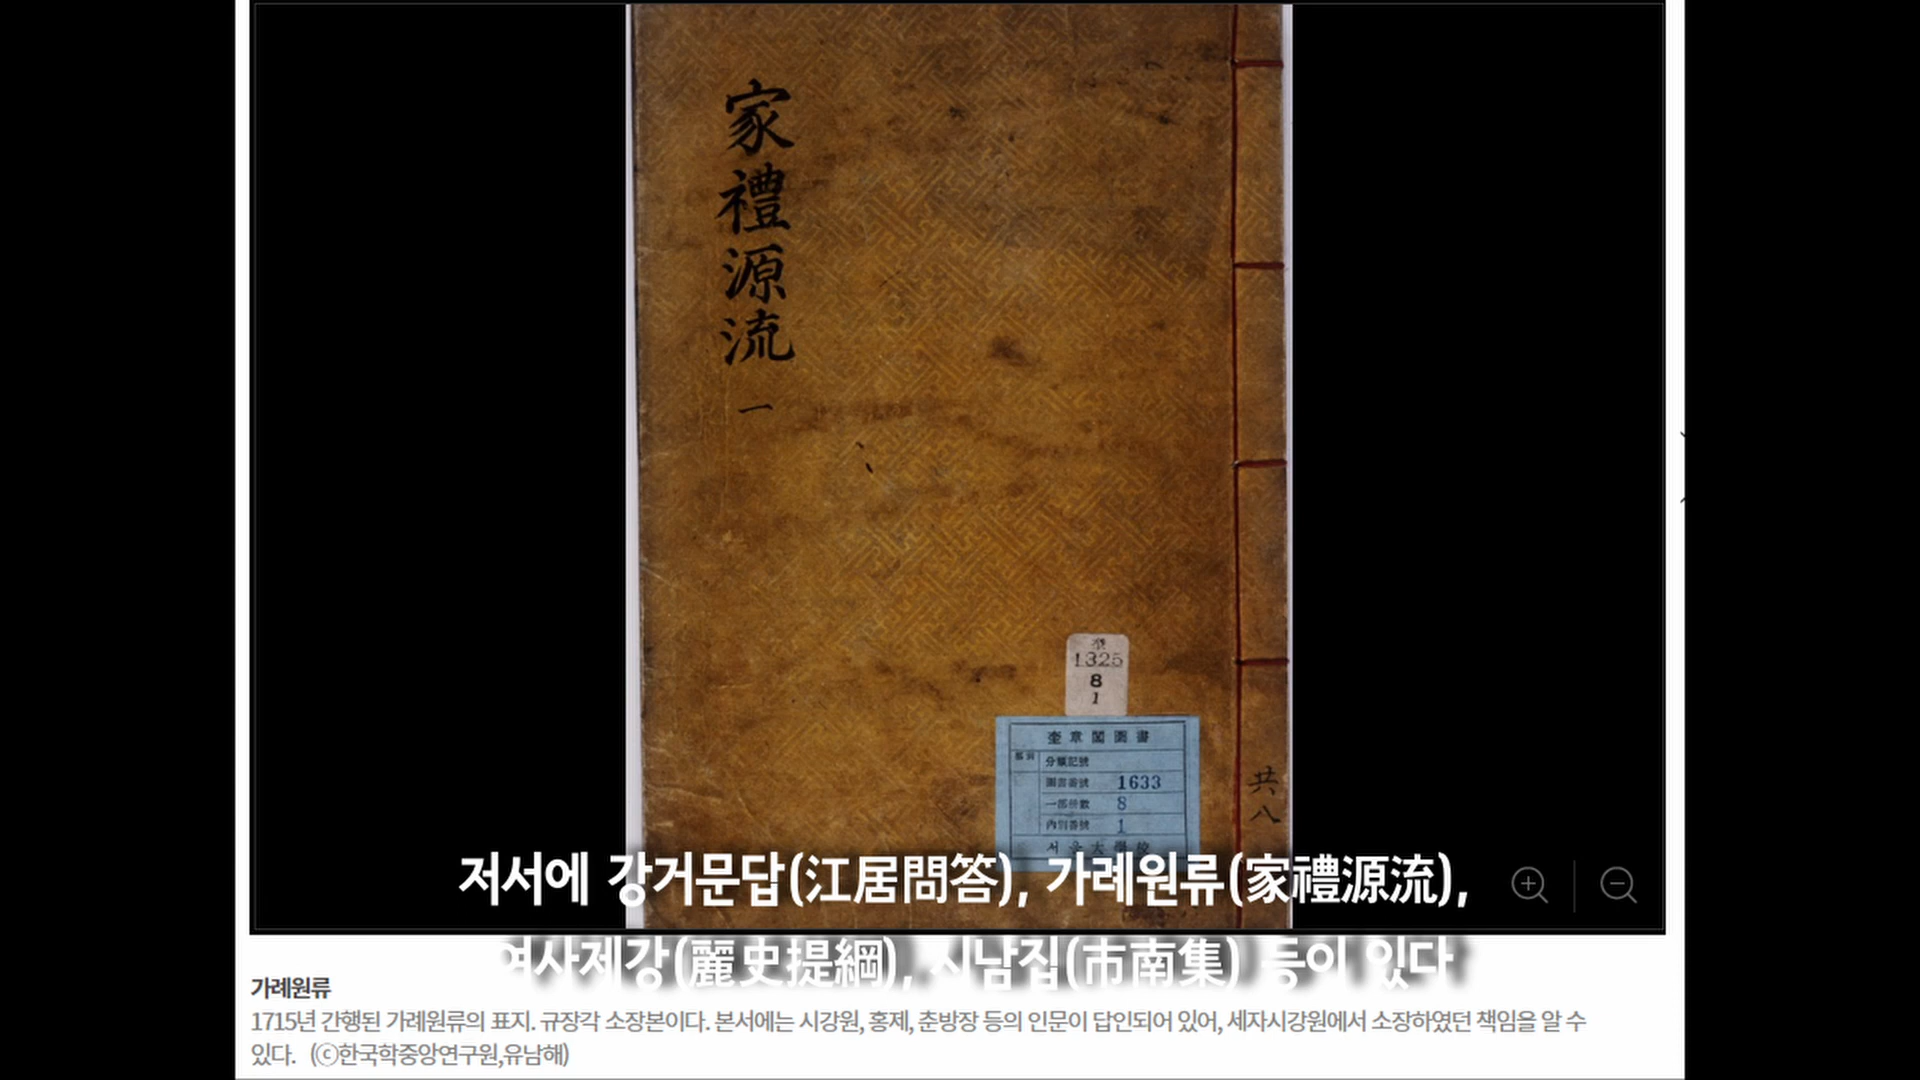 家禮源流
一
奎
1325
8
1
奎章閣圖書
分類記號
圖書番號 1633
一部冊數 8
內別番號 1
서울大學校
共八
저서에 강거문답(江居問答), 가례원류(家禮源流),
여사제강(麗史提綱), 시남집(市南集) 등이 있다
가례원류
1715년 간행된 가례원류의 표지. 규장각 소장본이다. 본서에는 시강원, 홍제, 춘방장 등의 인문이 답인되어 있어, 세자시강원에서 소장하였던 책임을 알 수
있다. (ⓒ한국학중앙연구원,유남해)